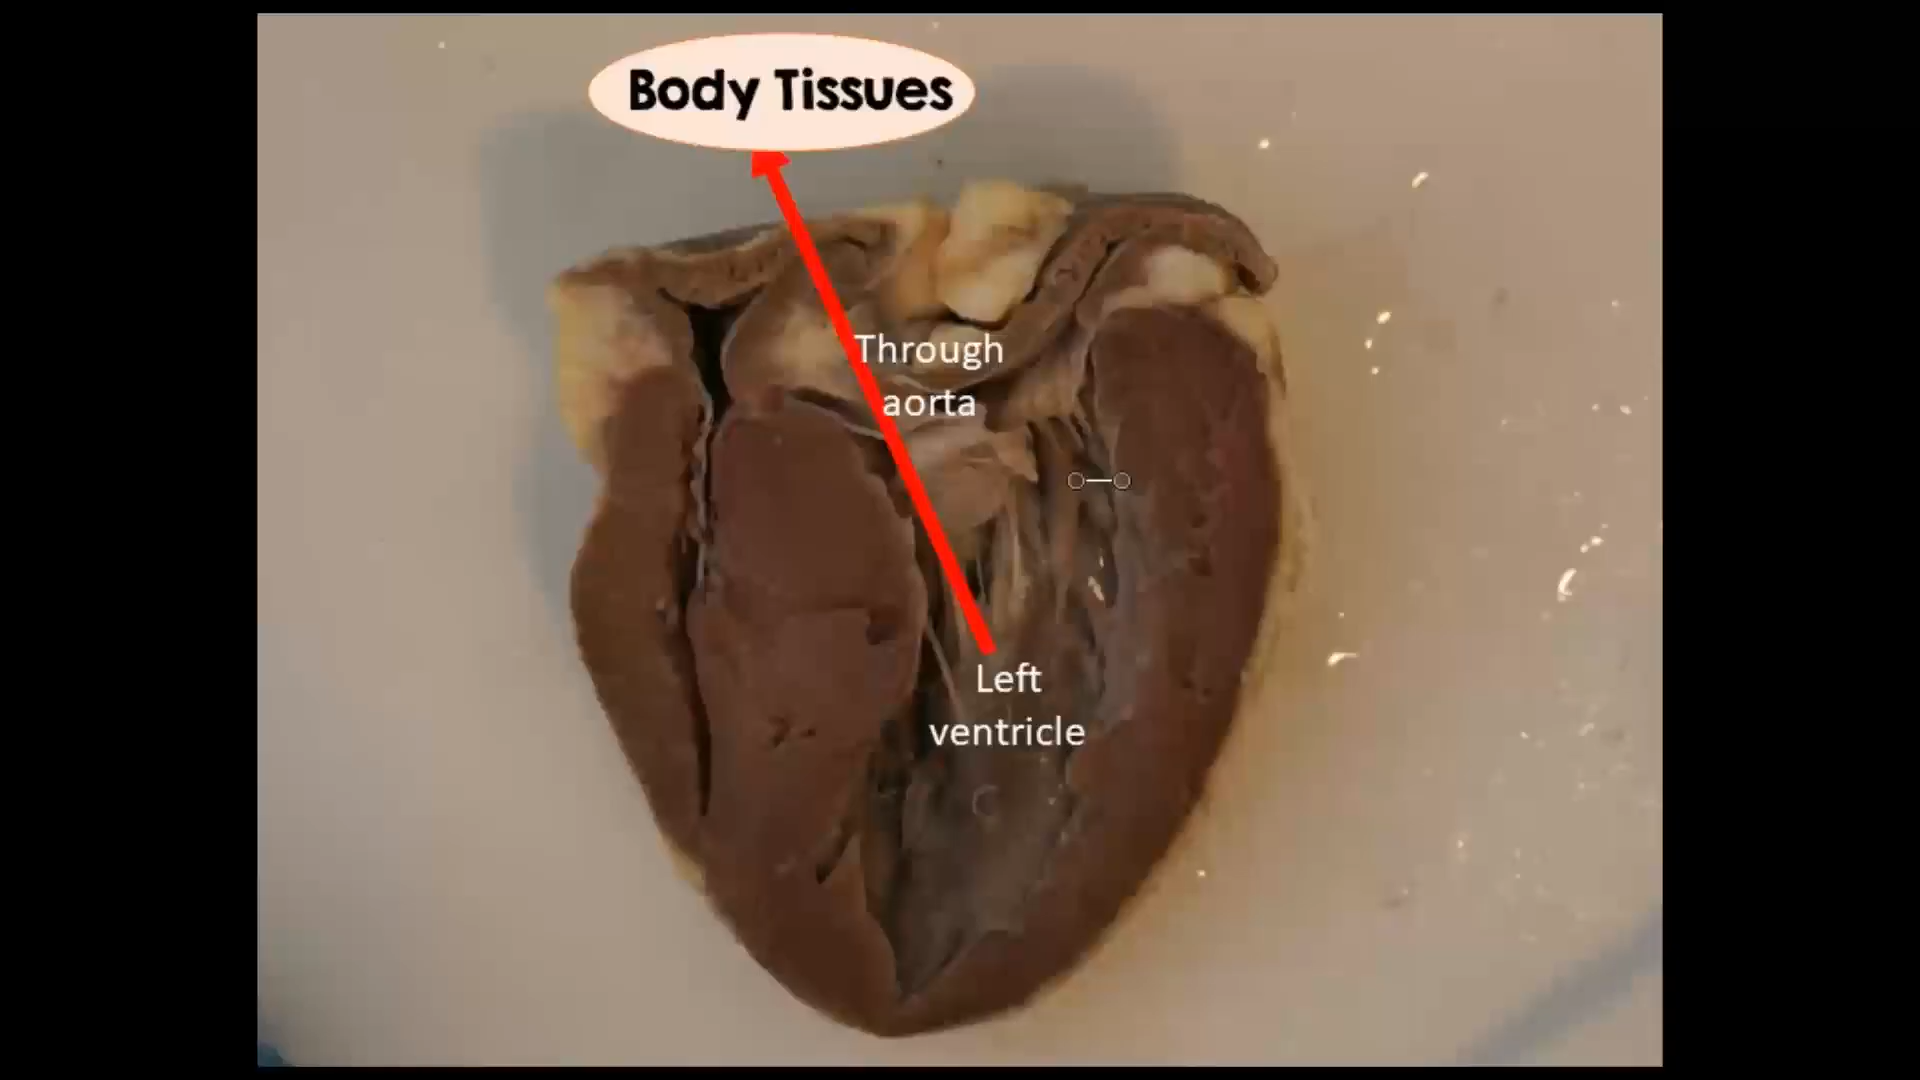 Body Tissues
Through
aorta
Left
ventricle